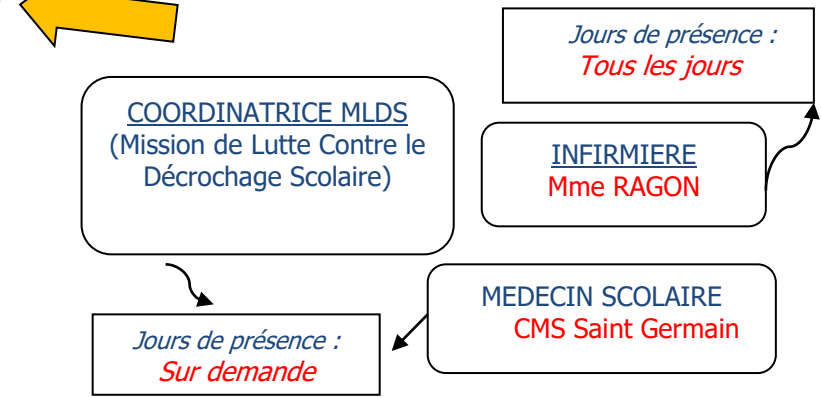 Jours de présence :
Tous les jours
COORDINATRICE MLDS
(Mission de Lutte Contre le
Décrochage Scolaire)
INFIRMIERE
Mme RAGON
MEDECIN SCOLAIRE
CMS Saint Germain
Jours de présence :
Sur demande